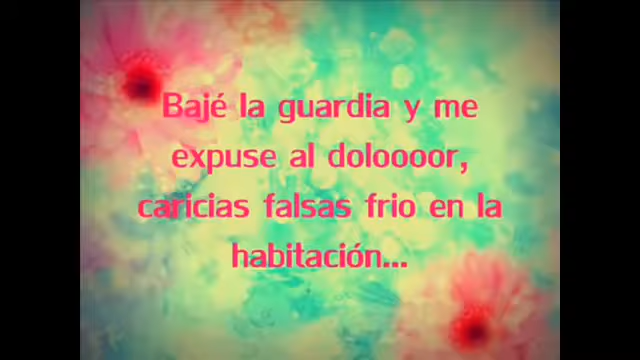 Bajé la guardia y me
expuse al doloooor,
caricias falsas frio en la
habitación...